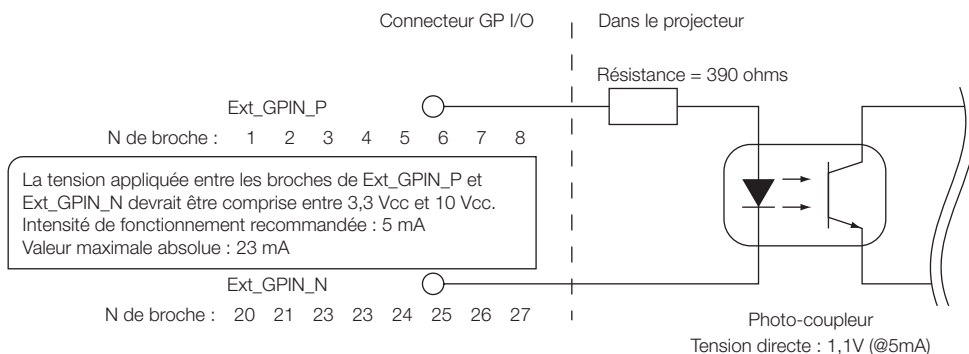 Connecteur GP I/O
Dans le projecteur
Résistance = 390 ohms
Ext_GPIN_P
N de broche : 1 2 3 4 5 6 7 8
La tension appliquée entre les broches de Ext_GPIN_P et
Ext_GPIN_N devrait être comprise entre 3,3 Vcc et 10 Vcc.
Intensité de fonctionnement recommandée : 5 mA
Valeur maximale absolue : 23 mA
Ext_GPIN_N
N de broche : 20 21 23 23 24 25 26 27
Photo-coupleur
Tension directe : 1,1V (@5mA)